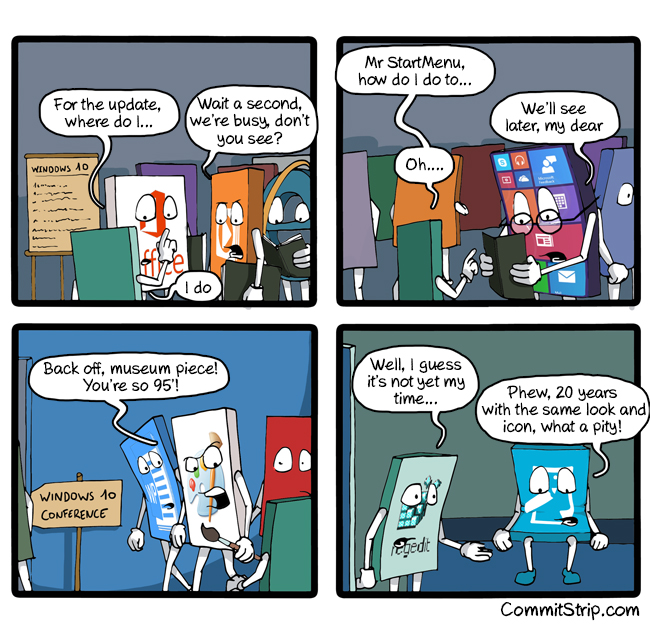 For the update,
where do I...
Wait a second,
we're busy, don't
you see?
WINDOWS 10
Office
I do
Mr StartMenu,
how do I do to...
Oh....
We'll see
later, my dear
Back off, museum piece!
You're so 95'!
WINDOWS 10
CONFERENCE
Well, I guess
it's not yet my
time...
Phew, 20 years
with the same look and
icon, what a pity!
regedit
CommitStrip.com